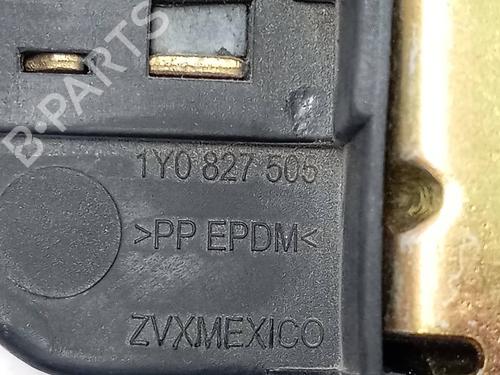 B-PARTS
1Y0 827 505
>PP EPDM<
ZVXMEXICO